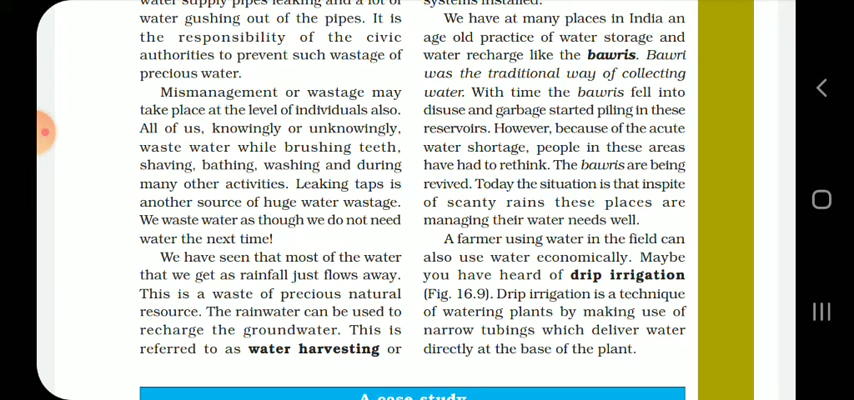 water supply pipes leaking and a lot of
water gushing out of the pipes. It is
the responsibility of the civic
authorities to prevent such wastage of
precious water.
Mismanagement or wastage may
take place at the level of individuals also.
All of us, knowingly or unknowingly,
waste water while brushing teeth,
shaving, bathing, washing and during
many other activities. Leaking taps is
another source of huge water wastage.
We waste water as though we do not need
water the next time!
We have seen that most of the water
that we get as rainfall just flows away.
This is a waste of precious natural
resource. The rainwater can be used to
recharge the groundwater. This is
referred to as water harvesting or
systems installed.
We have at many places in India an
age old practice of water storage and
water recharge like the bawris. Bawri
was the traditional way of collecting
water. With time the bawris fell into
disuse and garbage started piling in these
reservoirs. However, because of the acute
water shortage, people in these areas
have had to rethink. The bawris are being
revived. Today the situation is that inspite
of scanty rains these places are
managing their water needs well.
A farmer using water in the field can
also use water economically. Maybe
you have heard of drip irrigation
(Fig. 16.9). Drip irrigation is a technique
of watering plants by making use of
narrow tubings which deliver water
directly at the base of the plant.
A case study